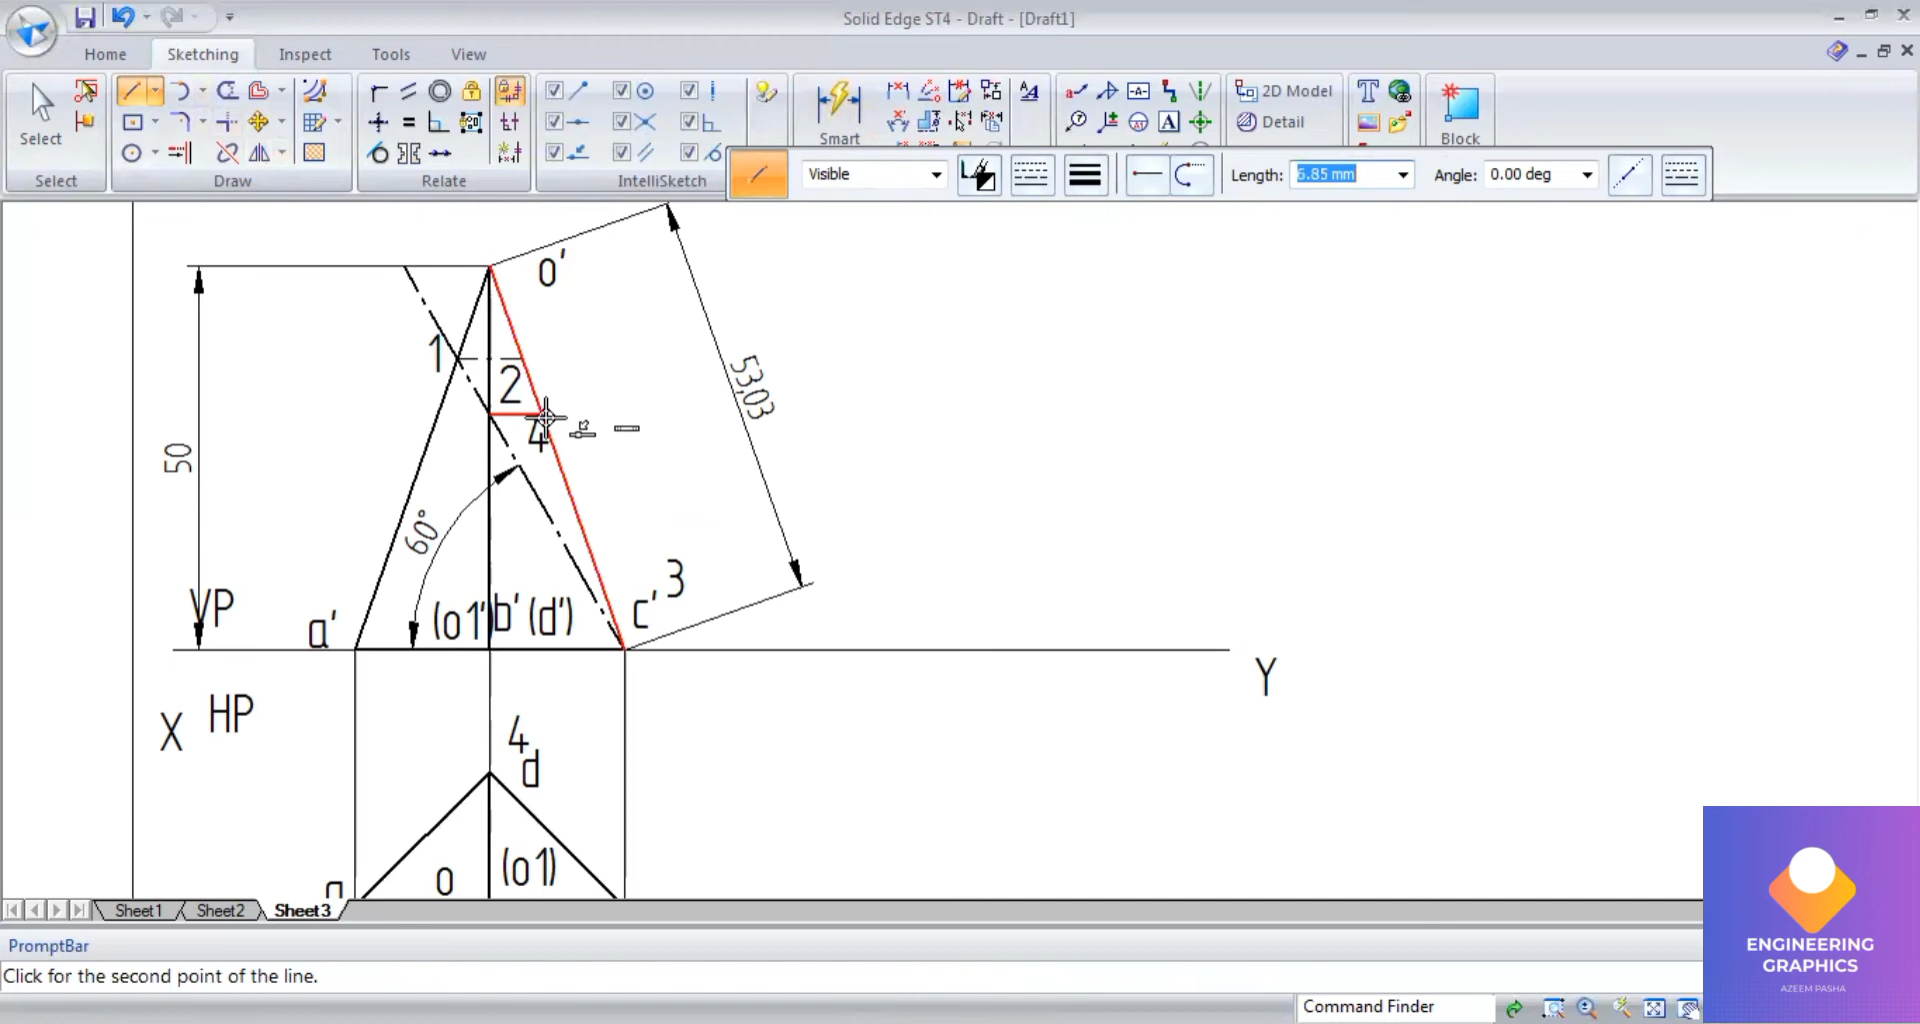 Solid Edge ST4 - Draft - [Draft1]
Home
Sketching
Inspect
Tools
View
Select
Smart
2D Model
Detail
Block
Select
Draw
Relate
IntelliSketch
Visible
Length:
6.85 mm
Angle:
0.00 deg
o'
1
2
4
53,03
50
60°
VP
a'
(o1'
b'
(d')
c'
3
X
HP
Y
4
d
o
(o1)
Sheet1
Sheet2
Sheet3
PromptBar
Click for the second point of the line.
Command Finder
ENGINEERING
GRAPHICS
AZEEM PASHA